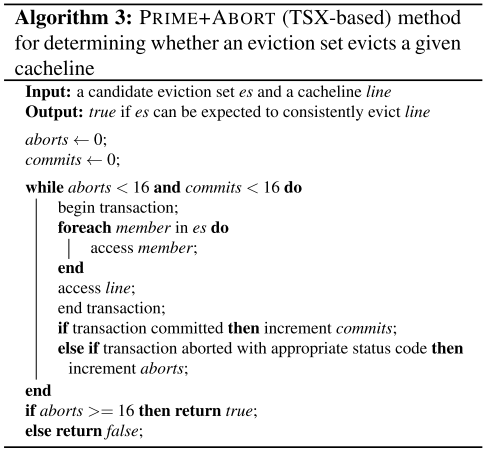 Algorithm 3: PRIME+ABORT (TSX-based) method
for determining whether an eviction set evicts a given
cacheline
Input: a candidate eviction set es and a cacheline line
Output: true if es can be expected to consistently evict line
aborts ← 0;
commits ← 0;
while aborts < 16 and commits < 16 do
begin transaction;
foreach member in es do
access member;
end
access line;
end transaction;
if transaction committed then increment commits;
else if transaction aborted with appropriate status code then
increment aborts;
end
if aborts >= 16 then return true;
else return false;